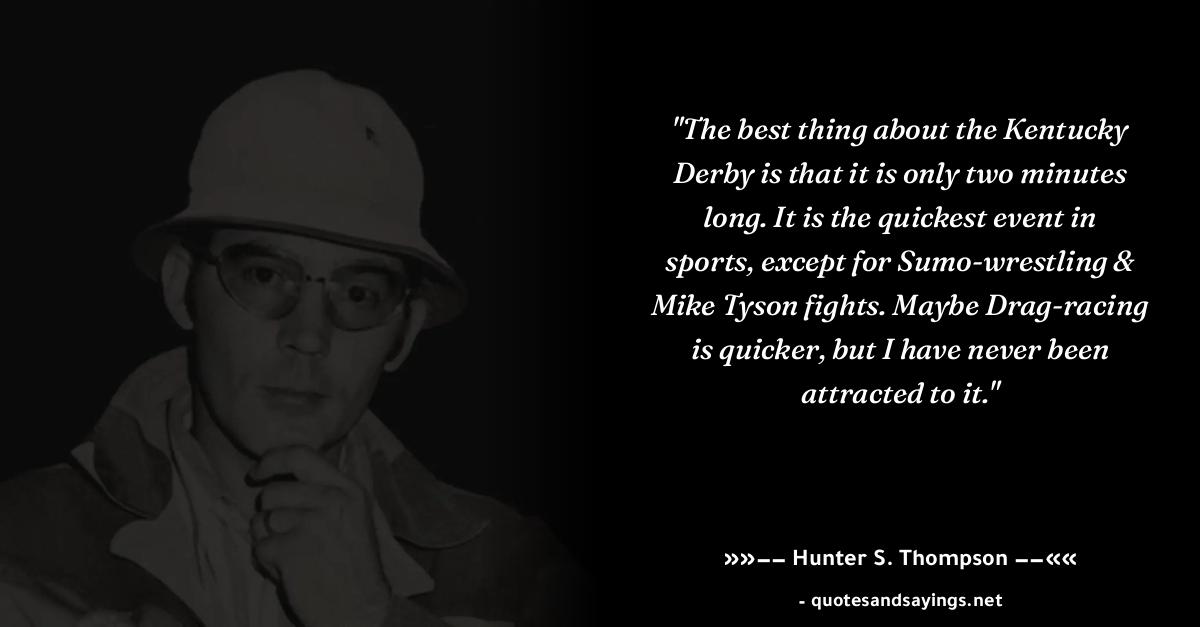 "The best thing about the Kentucky
Derby is that it is only two minutes
long. It is the quickest event in
sports, except for Sumo-wrestling &
Mike Tyson fights. Maybe Drag-racing
is quicker, but I have never been
attracted to it."
»»–– Hunter S. Thompson ––««
- quotesandsayings.net